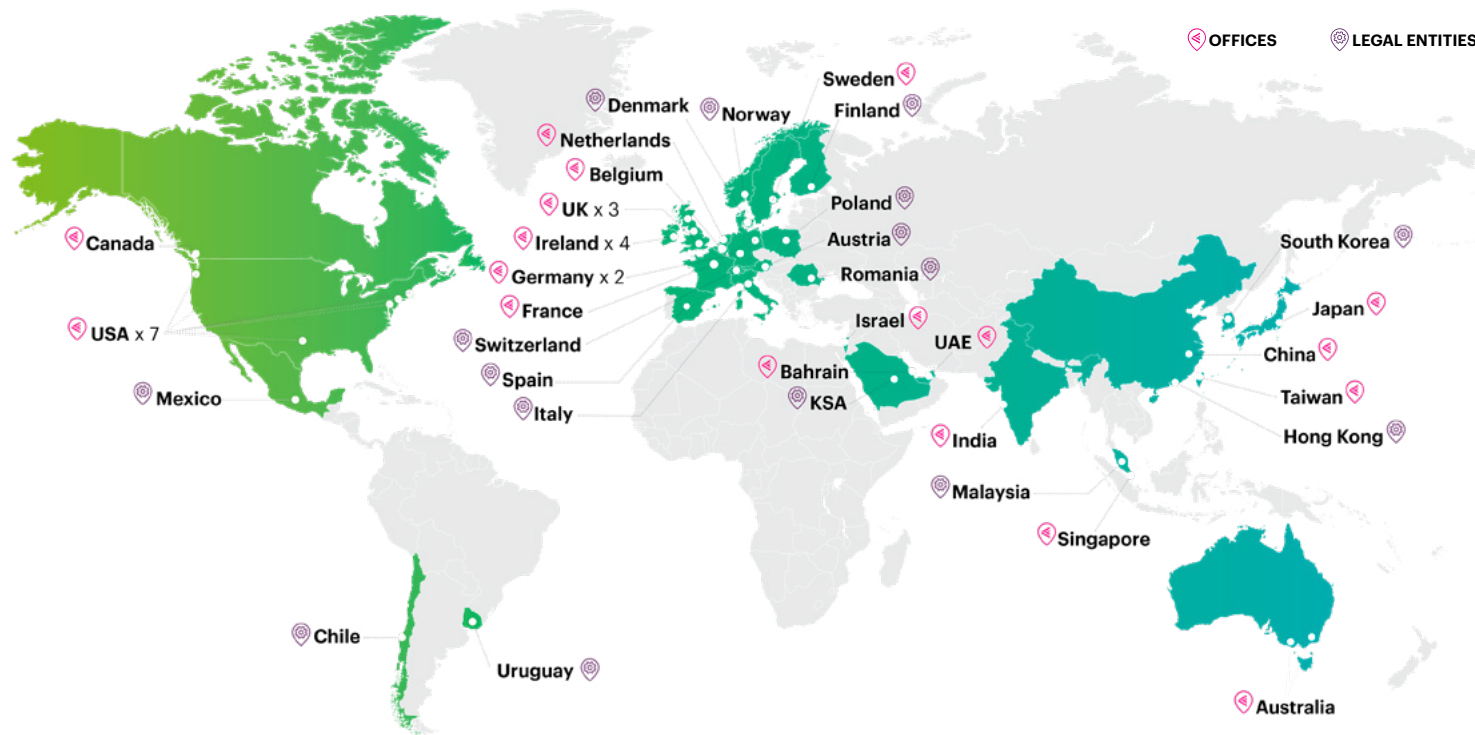 OFFICES
LEGAL ENTITIES
Sweden
Denmark
Norway
Finland
Netherlands
Belgium
UK x 3
Poland
Ireland x 4
Austria
Canada
Germany x 2
Romania
South Korea
France
Israel
Japan
USA x 7
Switzerland
UAE
China
Spain
Bahrain
Mexico
Italy
KSA
Taiwan
India
Hong Kong
Malaysia
Singapore
Chile
Uruguay
Australia